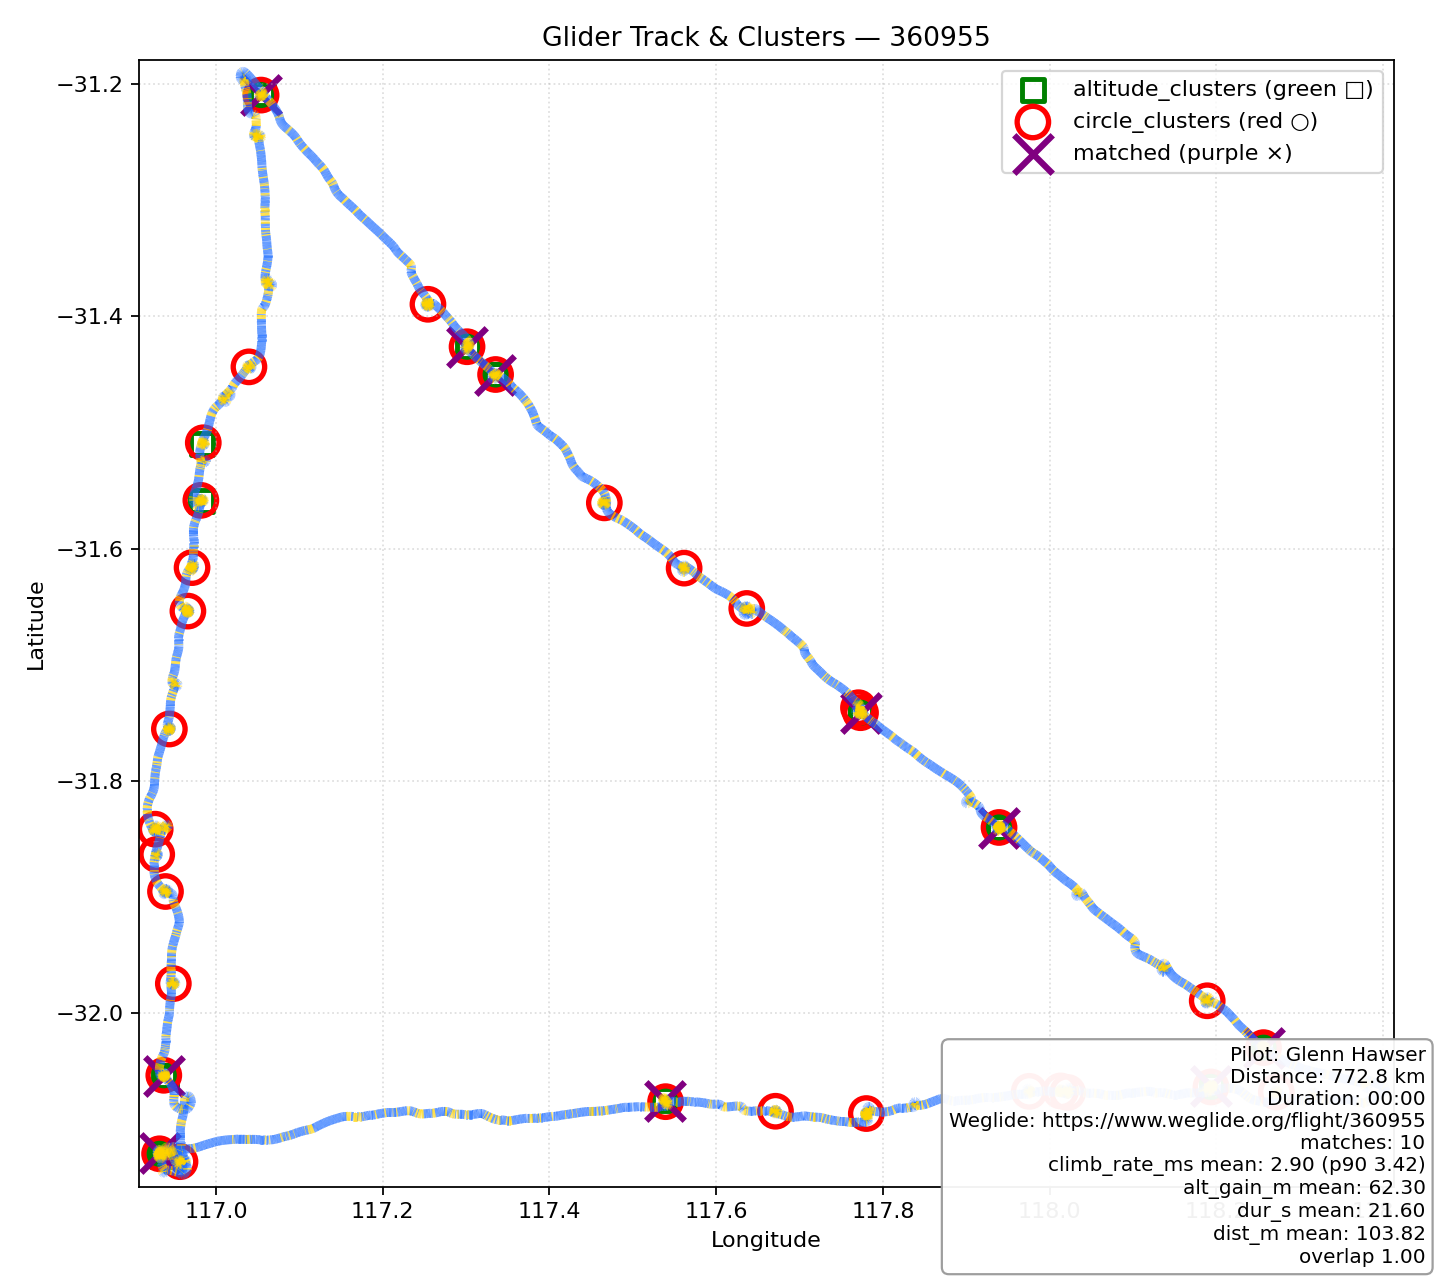 Glider Track & Clusters — 360955
altitude_clusters (green □)
circle_clusters (red ○)
matched (purple ×)
Latitude
−31.2
−31.4
−31.6
−31.8
−32.0
117.0
117.2
117.4
117.6
117.8
118.0
118.2
Longitude
Pilot: Glenn Hawser
Distance: 772.8 km
Duration: 00:00
Weglide: https://www.weglide.org/flight/360955
matches: 10
climb_rate_ms mean: 2.90 (p90 3.42)
alt_gain_m mean: 62.30
dur_s mean: 21.60
dist_m mean: 103.82
overlap 1.00